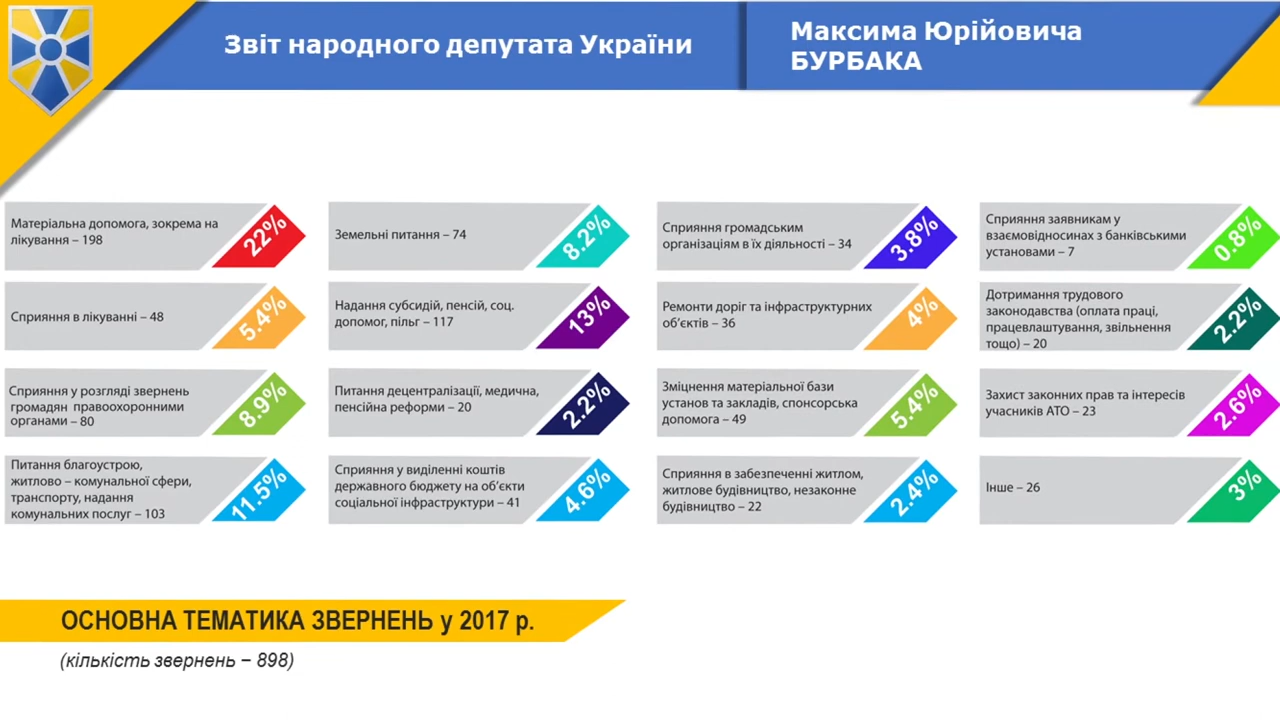 Звіт народного депутата України
Максима Юрійовича
БУРБАКА
Матеріальна допомога, зокрема на
лікування – 198
22%
Земельні питання – 74
8.2%
Сприяння громадським
організаціям в їх діяльності – 34
3.8%
Сприяння заявникам у
взаємовідносинах з банківськими
установами – 7
0.8%
Сприяння в лікуванні – 48
5.4%
Надання субсидій, пенсій, соц.
допомог, пільг – 117
13%
Ремонти доріг та інфраструктурних
об’єктів – 36
4%
Дотримання трудового
законодавства (оплата праці,
працевлаштування, звільнення
тощо) – 20
2.2%
Сприяння у розгляді звернень
громадян правоохоронними
органами – 80
8.9%
Питання децентралізації, медична,
пенсійна реформи – 20
2.2%
Зміцнення матеріальної бази
установ та закладів, спонсорська
допомога – 49
5.4%
Захист законних прав та інтересів
учасників АТО – 23
2.6%
Питання благоустрою,
житлово – комунальної сфери,
транспорту, надання
комунальних послуг – 103
11.5%
Сприяння у виділенні коштів
державного бюджету на об’єкти
соціальної інфраструктури – 41
4.6%
Сприяння в забезпеченні житлом,
житлове будівництво, незаконне
будівництво – 22
2.4%
Інше – 26
3%
ОСНОВНА ТЕМАТИКА ЗВЕРНЕНЬ у 2017 р.
(кількість звернень – 898)